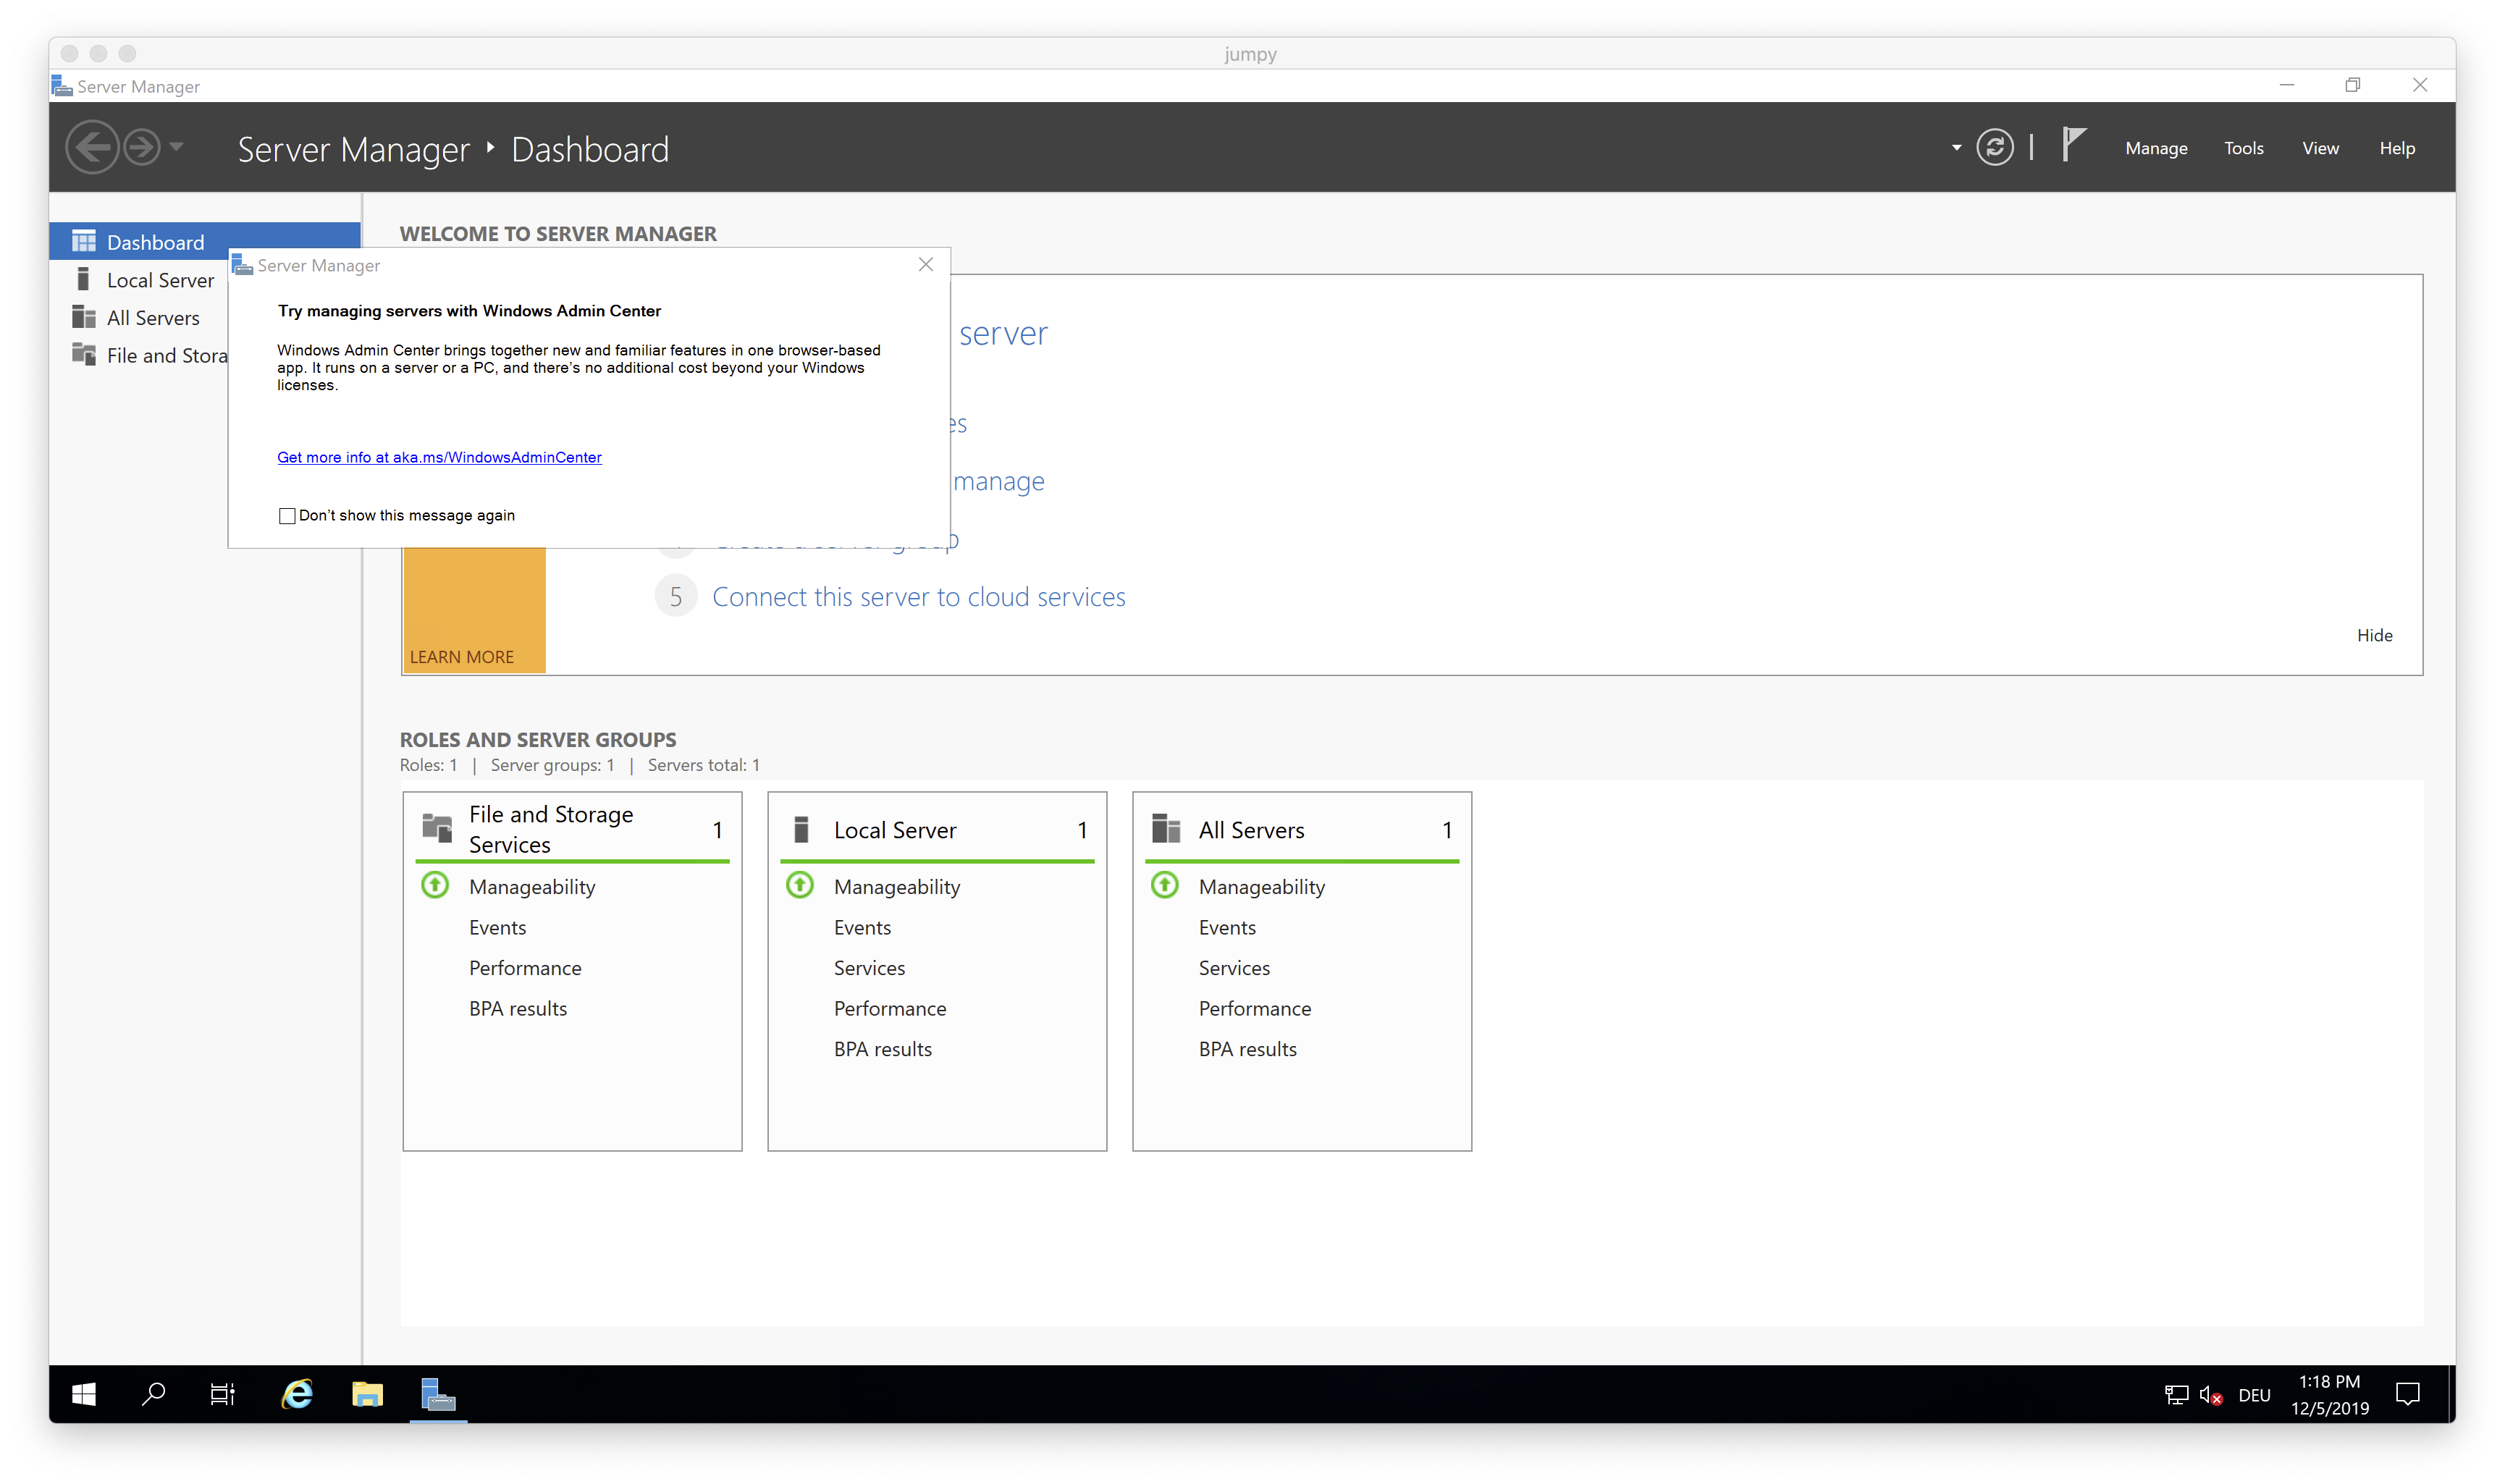 jumpy
Server Manager
Server Manager
Dashboard
Manage
Tools
View
Help
Dashboard
Local Server
All Servers
File and Stora
WELCOME TO SERVER MANAGER
Server Manager
Try managing servers with Windows Admin Center
Windows Admin Center brings together new and familiar features in one browser-based
app. It runs on a server or a PC, and there's no additional cost beyond your Windows
licenses.
Get more info at aka.ms/WindowsAdminCenter
Don't show this message again
server
es
manage
5 Connect this server to cloud services
LEARN MORE
Hide
ROLES AND SERVER GROUPS
Roles: 1 | Server groups: 1 | Servers total: 1
File and Storage
Services
1
Manageability
Events
Performance
BPA results
Local Server 1
Manageability
Events
Services
Performance
BPA results
All Servers 1
Manageability
Events
Services
Performance
BPA results
DEU
1:18 PM
12/5/2019